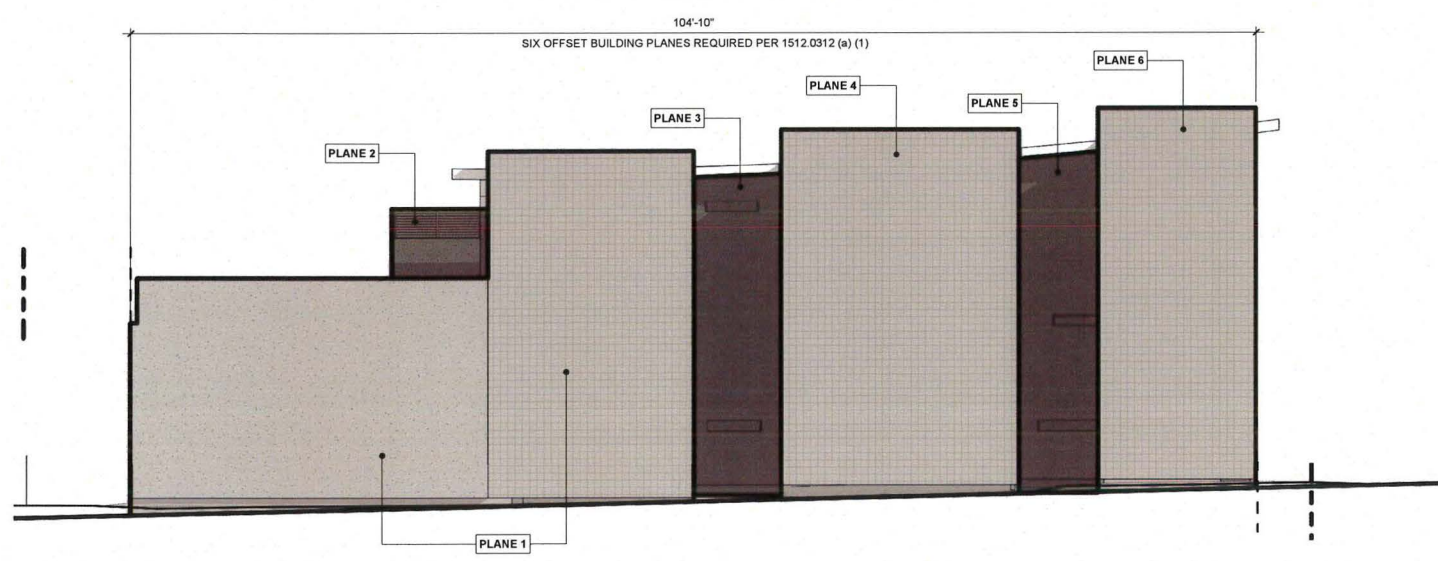 104'-10"
SIX OFFSET BUILDING PLANES REQUIRED PER 1512.0312 (a) (1)
PLANE 6
PLANE 4
PLANE 5
PLANE 3
PLANE 2
PLANE 1